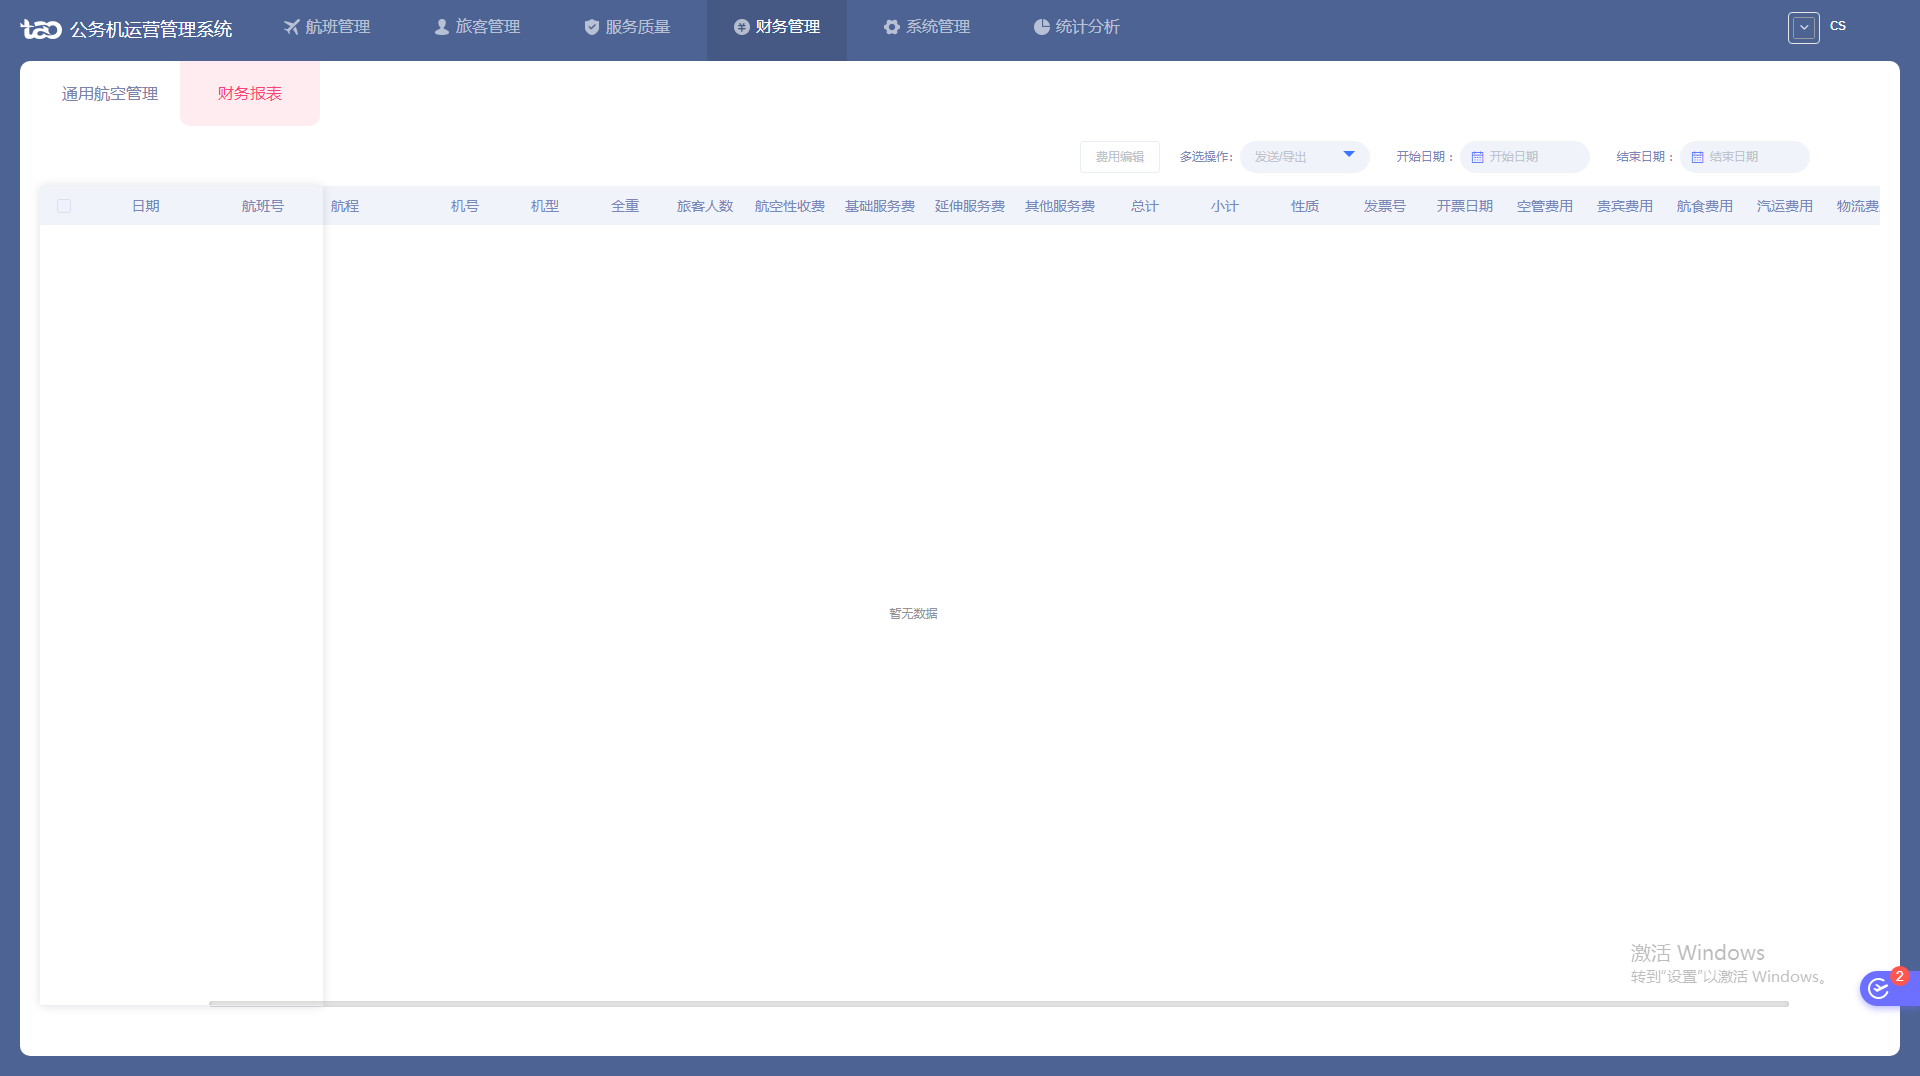 tao 公务机运营管理系统 航班管理 旅客管理 服务质量 财务管理 系统管理 统计分析 cs
通用航空管理 财务报表
费用编辑 多选操作: 发送/导出 开始日期： 开始日期 结束日期： 结束日期
日期 航班号 航程 机号 机型 全重 旅客人数 航空性收费 基础服务费 延伸服务费 其他服务费 总计 小计 性质 发票号 开票日期 空管费用 贵宾费用 航食费用 汽运费用 物流费
暂无数据
激活 Windows
转到“设置”以激活 Windows。
2